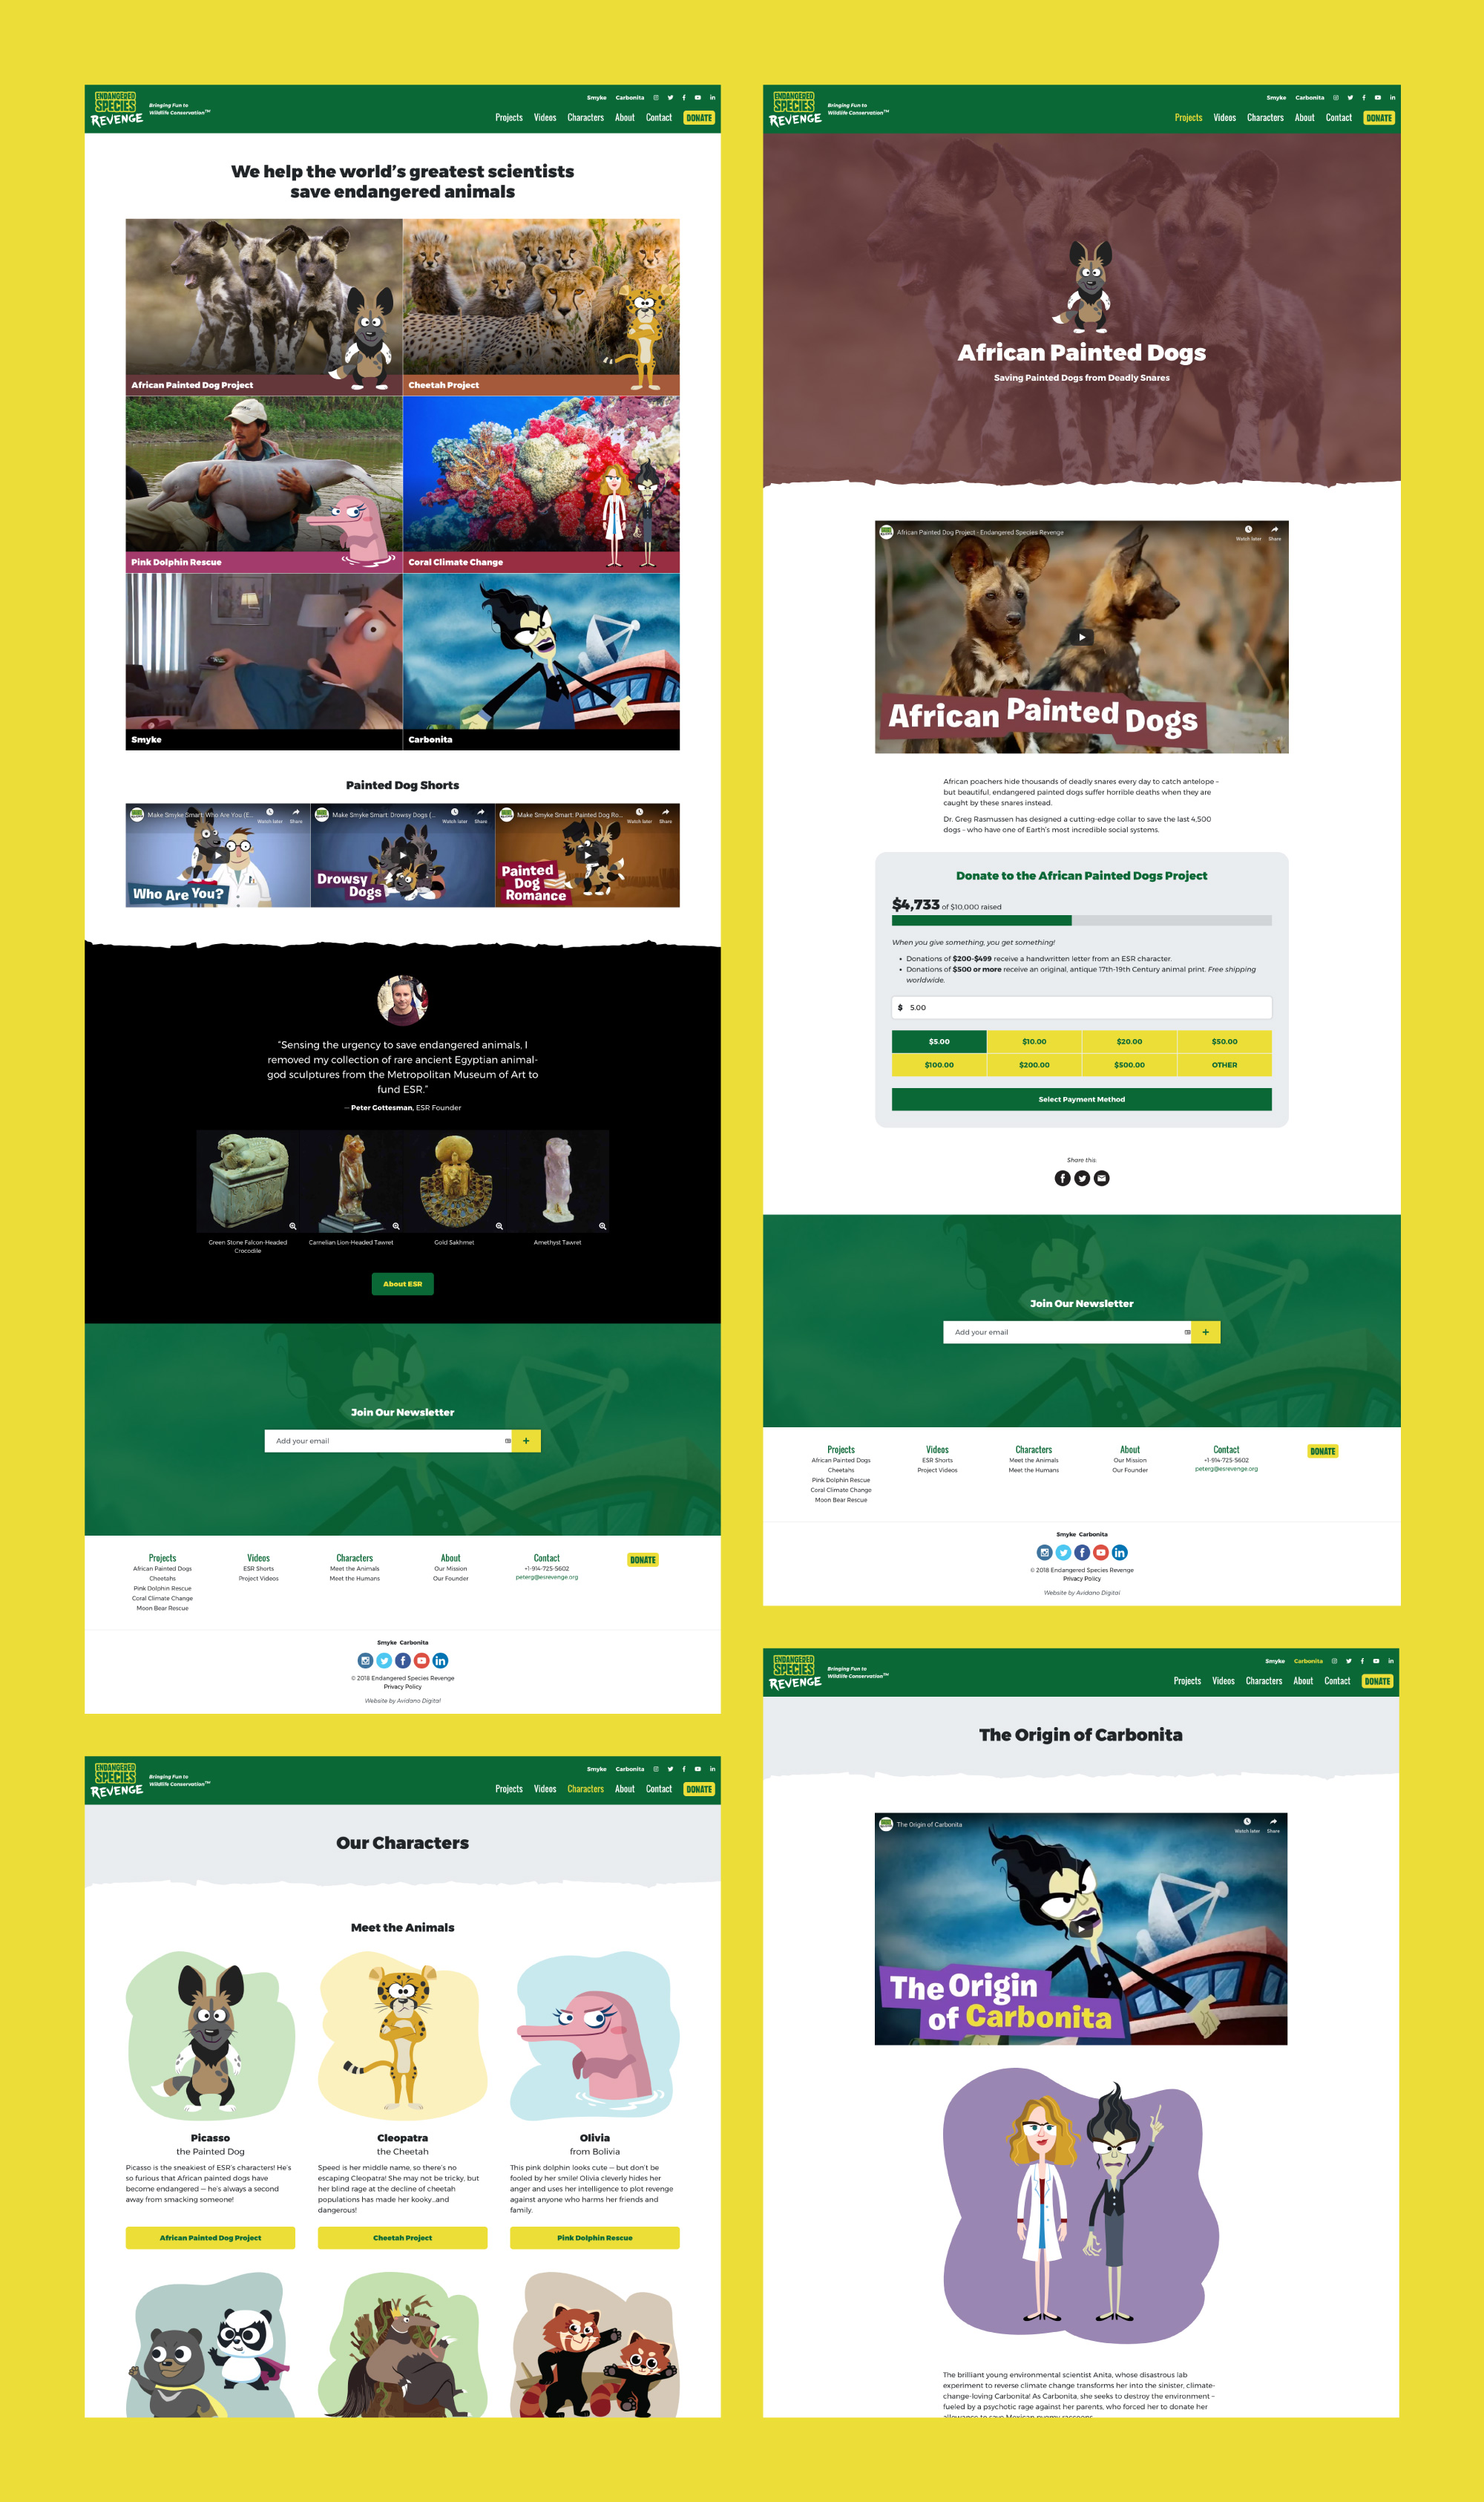 ENDANGERED
SPECIES
REVENGE
Bringing Fun to
Wildlife Conservation™
Smyke Carbonita
Projects Videos Characters About Contact DONATE
We help the world's greatest scientists
save endangered animals
African Painted Dog Project
Cheetah Project
Pink Dolphin Rescue
Coral Climate Change
Smyke
Carbonita
Painted Dog Shorts
Make Smyke Smart: Who Are You (E...
Watch later Share
Who Are You?
Make Smyke Smart: Drowsy Dogs (...
Watch later Share
Drowsy
Dogs
Make Smyke Smart: Painted Dog Ro...
Watch later Share
Painted
Dog
Romance
"Sensing the urgency to save endangered animals, I
removed my collection of rare ancient Egyptian animal-
god sculptures from the Metropolitan Museum of Art to
fund ESR."
— Peter Gottesman, ESR Founder
Green Stone Falcon-Headed
Crocodile
Carnelian Lion-Headed Tawret
Gold Sakhmet
Amethyst Tawret
About ESR
Join Our Newsletter
Add your email
+
Projects
African Painted Dogs
Cheetahs
Pink Dolphin Rescue
Coral Climate Change
Moon Bear Rescue
Videos
ESR Shorts
Project Videos
Characters
Meet the Animals
Meet the Humans
About
Our Mission
Our Founder
Contact
+1-914-725-5602
peterg@esrevenge.org
DONATE
Smyke Carbonita
© 2018 Endangered Species Revenge
Privacy Policy
Website by Avidano Digital
ENDANGERED
SPECIES
REVENGE
Bringing Fun to
Wildlife Conservation™
Smyke Carbonita
Projects Videos Characters About Contact DONATE
Our Characters
Meet the Animals
Picasso
the Painted Dog
Picasso is the sneakiest of ESR's characters! He's
so furious that African painted dogs have
become endangered — he's always a second
away from smacking someone!
African Painted Dog Project
Cleopatra
the Cheetah
Speed is her middle name, so there's no
escaping Cleopatra! She may not be tricky, but
her blind rage at the decline of cheetah
populations has made her kooky...and
dangerous!
Cheetah Project
Olivia
from Bolivia
This pink dolphin looks cute — but don't be
fooled by her smile! Olivia cleverly hides her
anger and uses her intelligence to plot revenge
against anyone who harms her friends and
family.
Pink Dolphin Rescue
ENDANGERED
SPECIES
REVENGE
Bringing Fun to
Wildlife Conservation™
Smyke Carbonita
Projects Videos Characters About Contact DONATE
African Painted Dogs
Saving Painted Dogs from Deadly Snares
African Painted Dog Project - Endangered Species Revenge
Watch later Share
African Painted Dogs
African poachers hide thousands of deadly snares every day to catch antelope –
but beautiful, endangered painted dogs suffer horrible deaths when they are
caught by these snares instead.
Dr. Greg Rasmussen has designed a cutting-edge collar to save the last 4,500
dogs – who have one of Earth's most incredible social systems.
Donate to the African Painted Dogs Project
$4,733 of $10,000 raised
When you give something, you get something!
• Donations of $200-$499 receive a handwritten letter from an ESR character.
• Donations of $500 or more receive an original, antique 17th-19th Century animal print. Free shipping
worldwide.
$ 5.00
$5.00 $10.00 $20.00 $50.00
$100.00 $200.00 $500.00 OTHER
Select Payment Method
Share this:
Join Our Newsletter
Add your email
+
Projects
African Painted Dogs
Cheetahs
Pink Dolphin Rescue
Coral Climate Change
Moon Bear Rescue
Videos
ESR Shorts
Project Videos
Characters
Meet the Animals
Meet the Humans
About
Our Mission
Our Founder
Contact
+1-914-725-5602
peterg@esrevenge.org
DONATE
Smyke Carbonita
© 2018 Endangered Species Revenge
Privacy Policy
Website by Avidano Digital
ENDANGERED
SPECIES
REVENGE
Bringing Fun to
Wildlife Conservation™
Smyke Carbonita
Projects Videos Characters About Contact DONATE
The Origin of Carbonita
The Origin of Carbonita
Watch later Share
The Origin
of Carbonita
The brilliant young environmental scientist Anita, whose disastrous lab
experiment to reverse climate change transforms her into the sinister, climate-
change-loving Carbonita! As Carbonita, she seeks to destroy the environment –
fueled by a psychotic rage against her parents, who forced her to donate her
allowance to save Mexican pygmy raccoons.